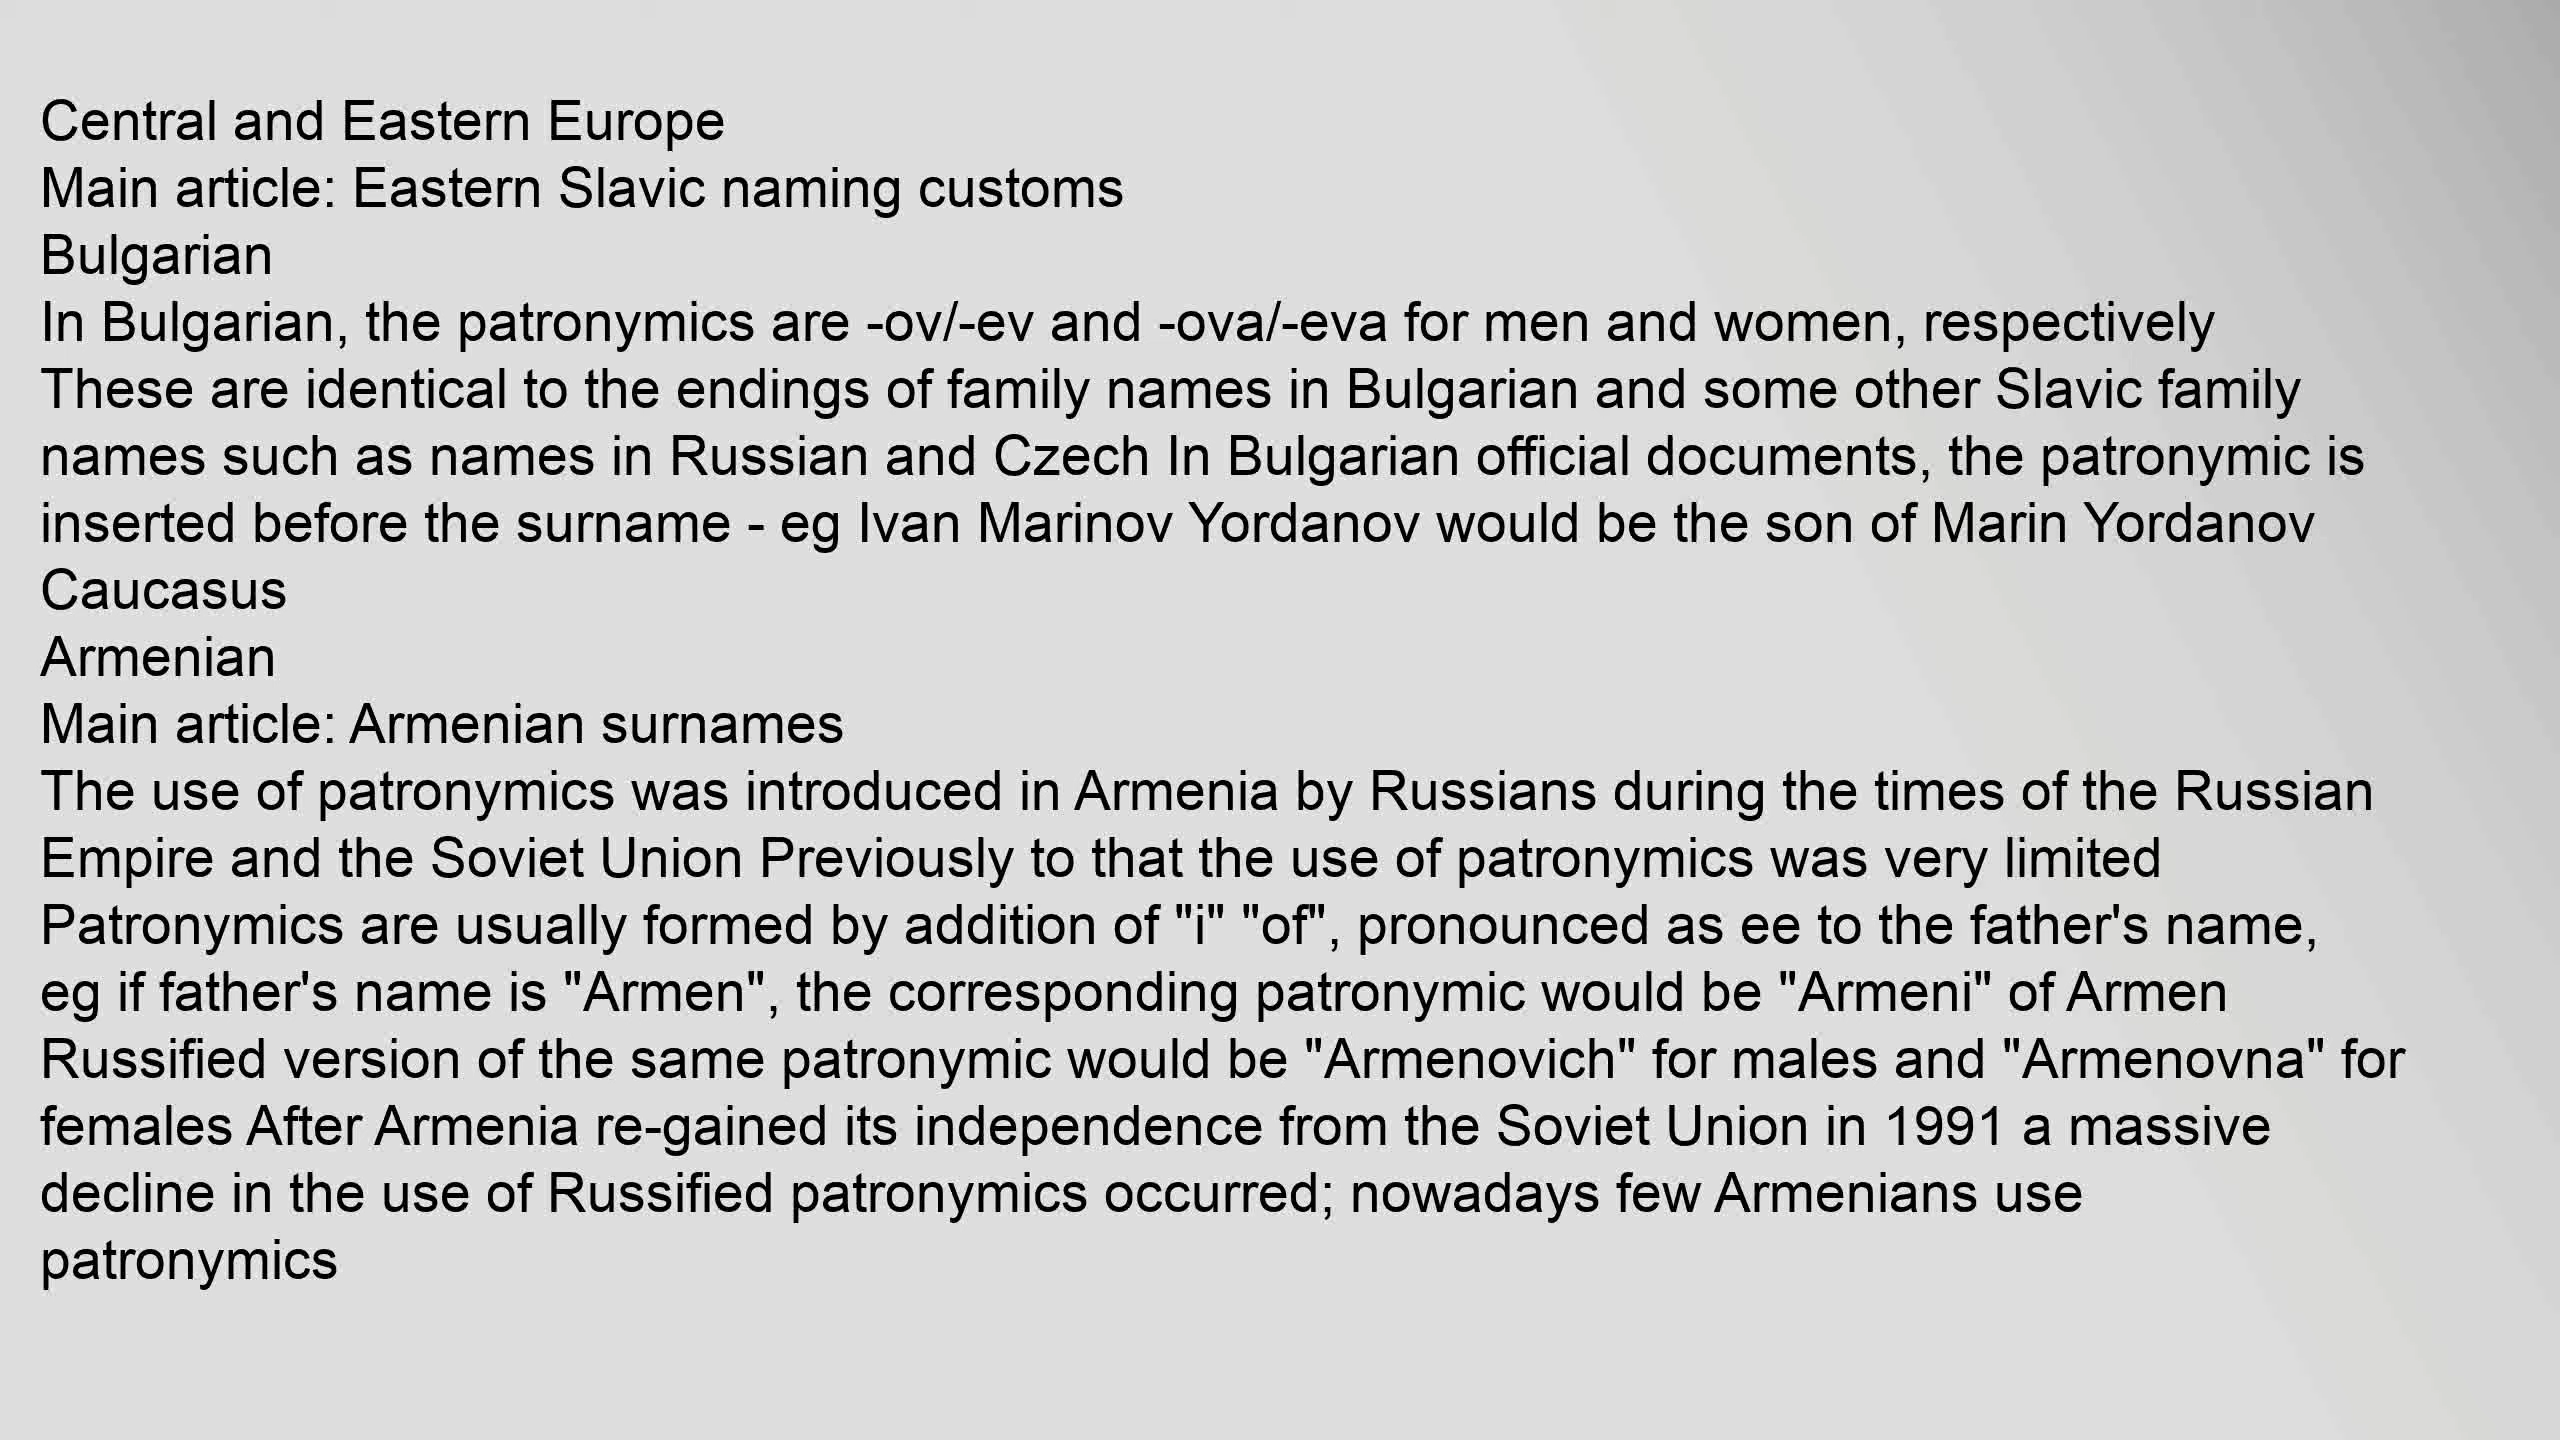 Central and Eastern Europe
Main article: Eastern Slavic naming customs
Bulgarian
In Bulgarian, the patronymics are -ov/-ev and -ova/-eva for men and women, respectively
These are identical to the endings of family names in Bulgarian and some other Slavic family
names such as names in Russian and Czech In Bulgarian official documents, the patronymic is
inserted before the surname - eg Ivan Marinov Yordanov would be the son of Marin Yordanov
Caucasus
Armenian
Main article: Armenian surnames
The use of patronymics was introduced in Armenia by Russians during the times of the Russian
Empire and the Soviet Union Previously to that the use of patronymics was very limited
Patronymics are usually formed by addition of "i" "of", pronounced as ee to the father's name,
eg if father's name is "Armen", the corresponding patronymic would be "Armeni" of Armen
Russified version of the same patronymic would be "Armenovich" for males and "Armenovna" for
females After Armenia re-gained its independence from the Soviet Union in 1991 a massive
decline in the use of Russified patronymics occurred; nowadays few Armenians use
patronymics